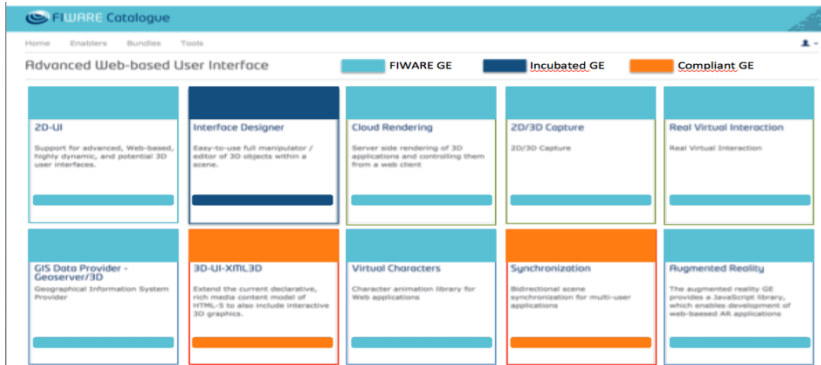 FIWARE Catalogue
Home Enablers Bundles Tools
Advanced Web-based User Interface FIWARE GE Incubated GE Compliant GE
2D-UI
Support for advanced, Web-based,
highly dynamic, and potential 3D
user interfaces.
Interface Designer
Easy-to-use full manipulator /
editor of 3D objects within a
scene.
Cloud Rendering
Server side rendering of 3D
applications and controlling them
from a web client
2D/3D Capture
2D/3D Capture
Real Virtual Interaction
Real Virtual Interaction
GIS Data Provider -
Geoserver/3D
Geographical Information System
Provider
3D-UI-XML3D
Extend the current declarative,
rich media content model of
HTML-5 to also include interactive
3D graphics.
Virtual Characters
Character animation library for
Web applications
Synchronization
Bidirectional scene
synchronization for multi-user
applications
Augmented Reality
The augmented reality GE
provides a JavaScript library,
which enables development of
web-baesed AR applications